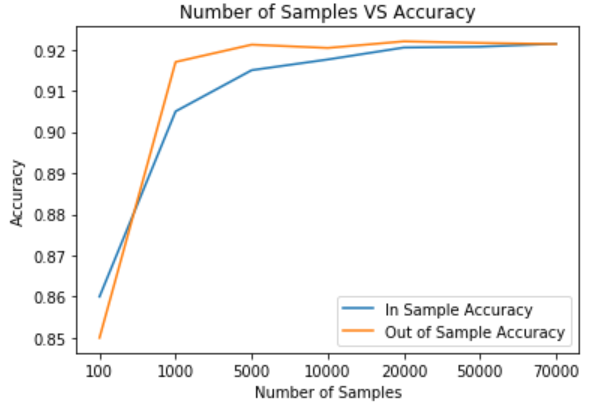 Number of Samples VS Accuracy
Accuracy
0.92
0.91
0.90
0.89
0.88
0.87
0.86
0.85
In Sample Accuracy
Out of Sample Accuracy
100 1000 5000 10000 20000 50000 70000
Number of Samples